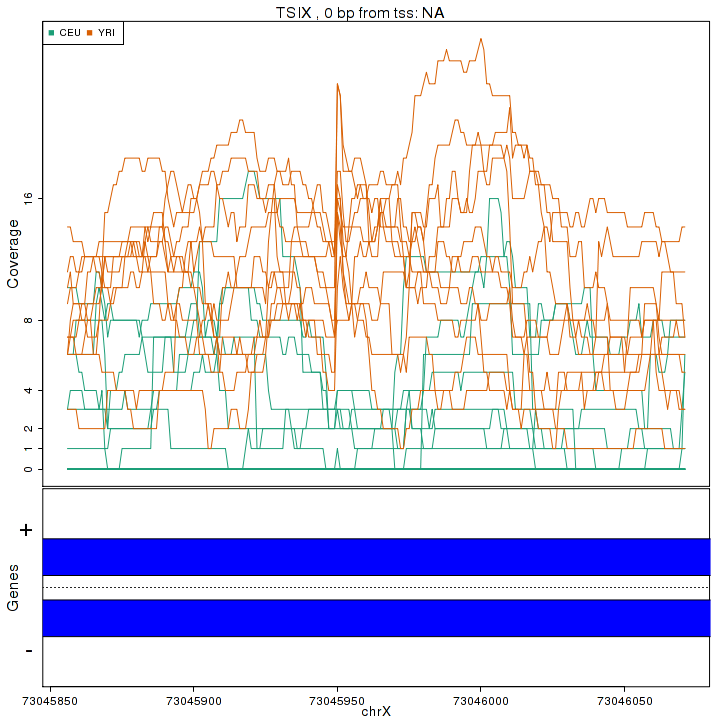 TSIX , 0 bp from tss: NA
CEU YRI
Coverage
16
8
4
2
1
0
Genes
+
-
73045850 73045900 73045950 73046000 73046050
chrX